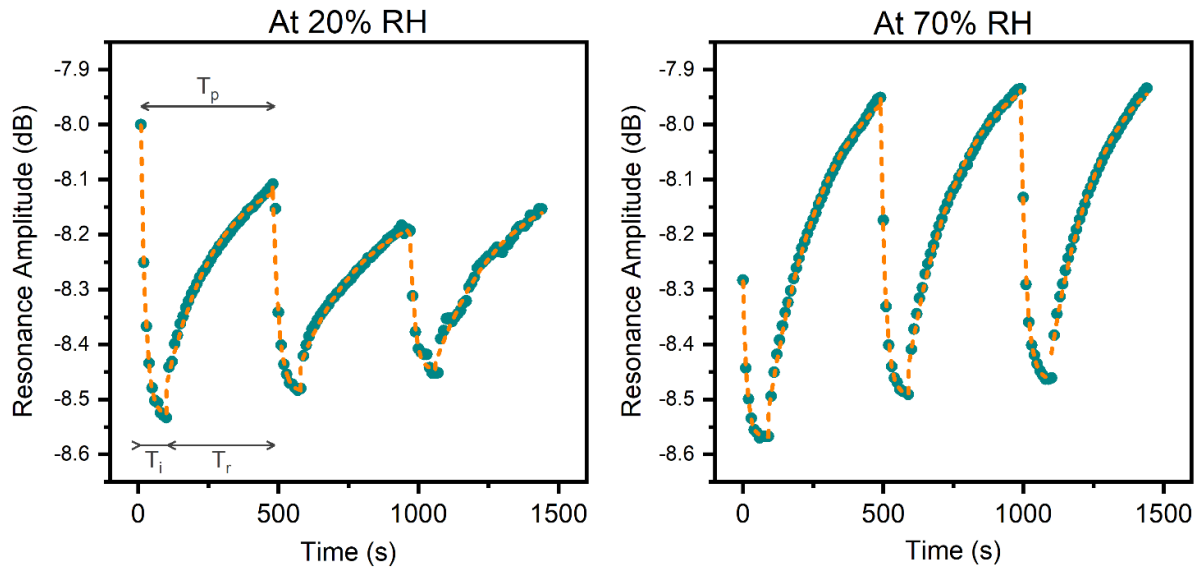 At 20% RH
Resonance Amplitude (dB)
-7.9
-8.0
-8.1
-8.2
-8.3
-8.4
-8.5
-8.6
Tp
Ti
Tr
0
500
1000
1500
Time (s)
At 70% RH
Resonance Amplitude (dB)
-7.9
-8.0
-8.1
-8.2
-8.3
-8.4
-8.5
-8.6
0
500
1000
1500
Time (s)